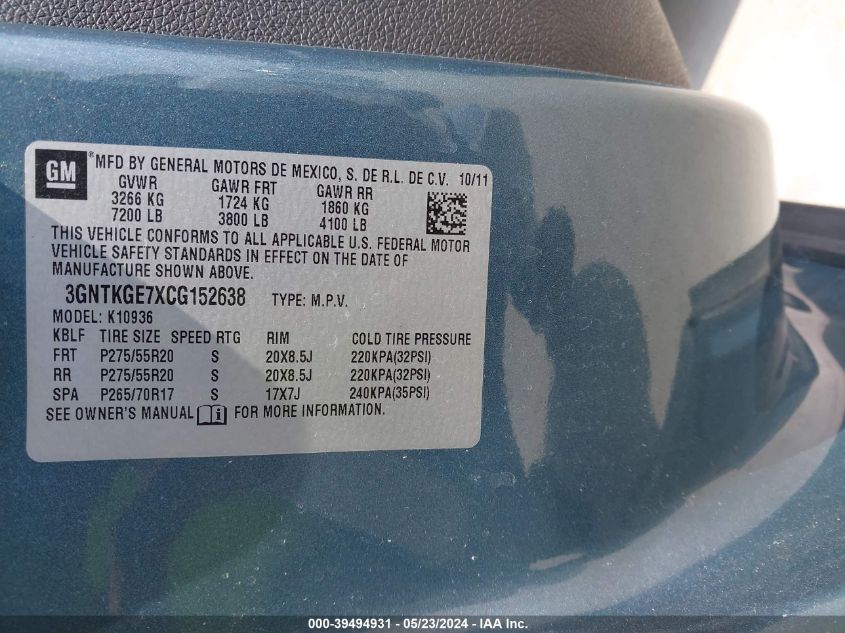 GM ® MFD BY GENERAL MOTORS DE MEXICO, S. DE R.L. DE C.V. 10/11
GVWR GAWR FRT GAWR RR
3266 KG 1724 KG 1860 KG
7200 LB 3800 LB 4100 LB
THIS VEHICLE CONFORMS TO ALL APPLICABLE U.S. FEDERAL MOTOR
VEHICLE SAFETY STANDARDS IN EFFECT ON THE DATE OF
MANUFACTURE SHOWN ABOVE.
3GNTKGE7XCG152638 TYPE: M.P.V.
MODEL: K10936
KBLF TIRE SIZE SPEED RTG RIM COLD TIRE PRESSURE
FRT P275/55R20 S 20X8.5J 220KPA(32PSI)
RR P275/55R20 S 20X8.5J 220KPA(32PSI)
SPA P265/70R17 S 17X7J 240KPA(35PSI)
SEE OWNER'S MANUAL FOR MORE INFORMATION.
000-39494931 - 05/23/2024 - IAA Inc.